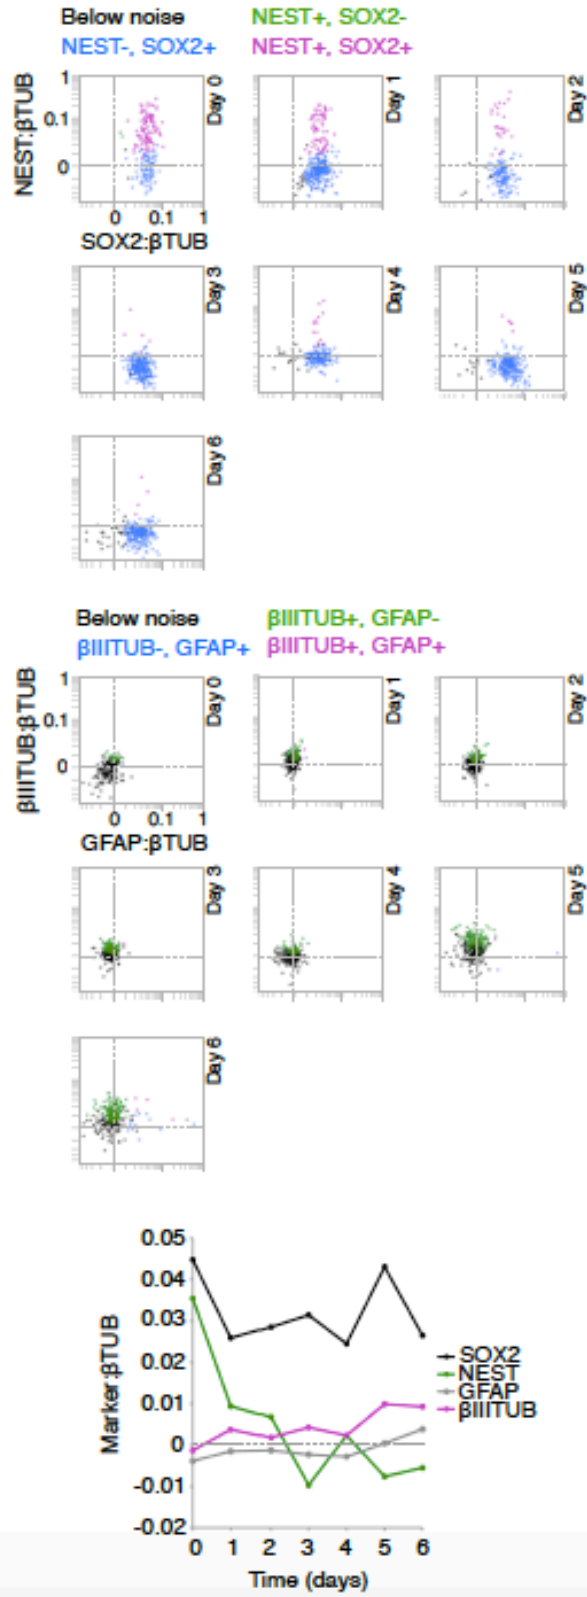 Below noise NEST+, SOX2-
NEST-, SOX2+ NEST+, SOX2+
NEST:βTUB
1
0.1
0
Day 0
Day 1
Day 2
0 0.1 1
SOX2:βTUB
Day 3
Day 4
Day 5
Day 6
Below noise βIIITUB+, GFAP-
βIIITUB-, GFAP+ βIIITUB+, GFAP+
βIIITUB:βTUB
1
0.1
0
Day 0
Day 1
Day 2
0 0.1 1
GFAP:βTUB
Day 3
Day 4
Day 5
Day 6
Marker:βTUB
0.05
0.04
0.03
0.02
0.01
0
-0.01
-0.02
SOX2
NEST
GFAP
βIIITUB
0 1 2 3 4 5 6
Time (days)